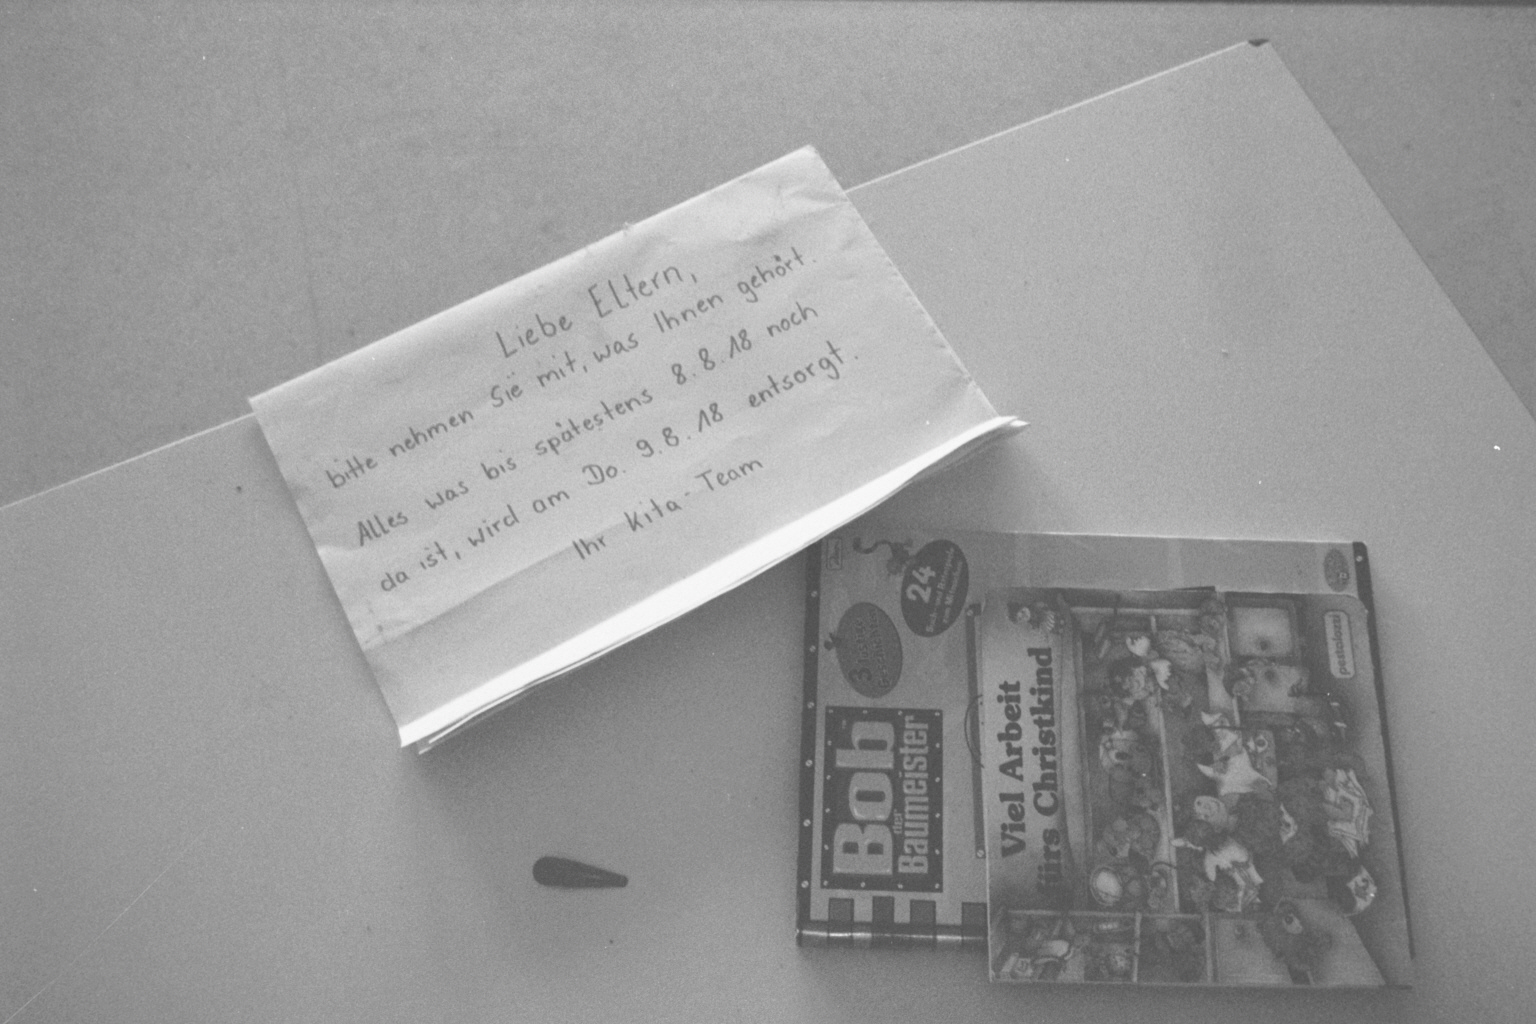 Liebe Eltern,
bitte nehmen Sie mit, was Ihnen gehört.
Alles was bis spätestens 8.8.18 noch
da ist, wird am Do. 9.8.18 entsorgt.
Ihr Kita-Team
24
3
Bob
der
Baumeister
Viel Arbeit
fürs Christkind
pestalozzi